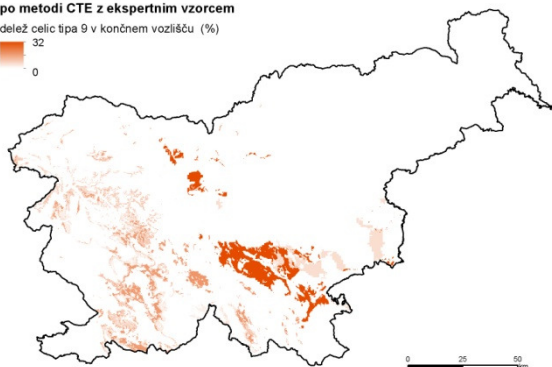 po metodi CTE z ekspertnim vzorcem
delež celic tipa 9 v končnem vozlišču (%)
32
0
0 25 50
km